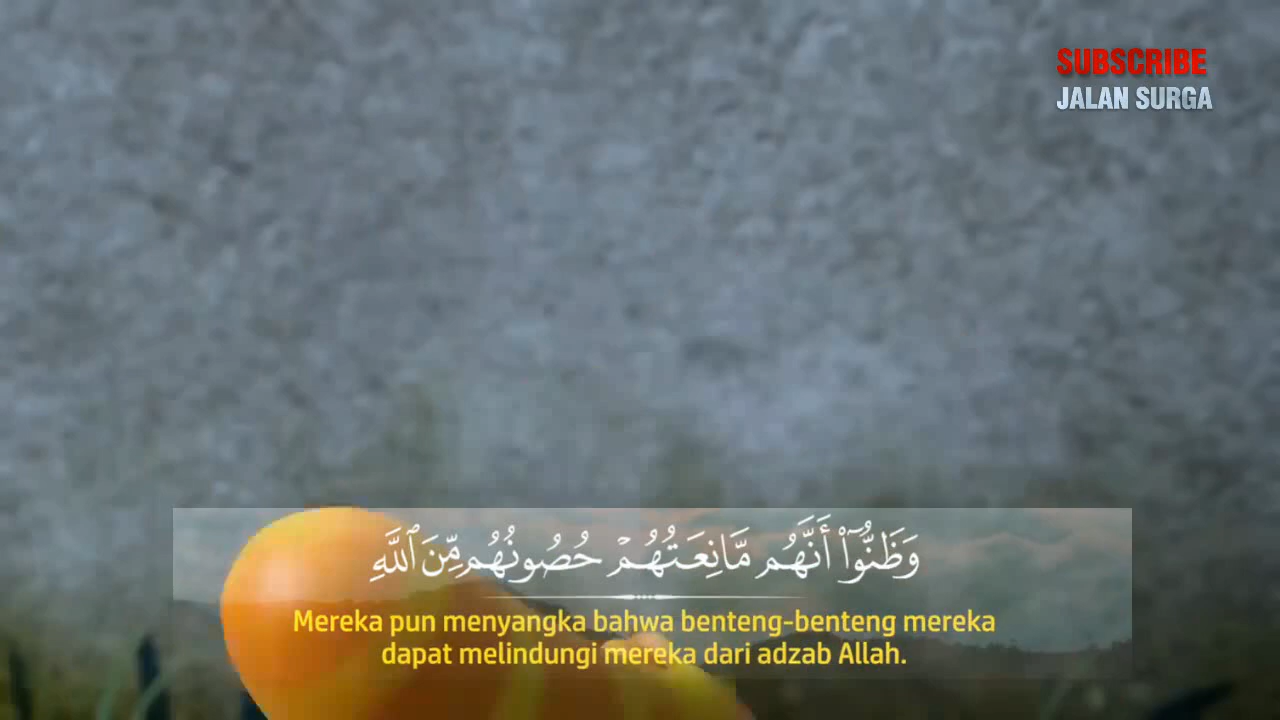 SUBSCRIBE
JALAN SURGA
وَظَنُّوٓا۟ أَنَّهُم مَّانِعَتُهُمْ حُصُونُهُم مِّنَ ٱللَّهِ
Mereka pun menyangka bahwa benteng-benteng mereka
dapat melindungi mereka dari adzab Allah.